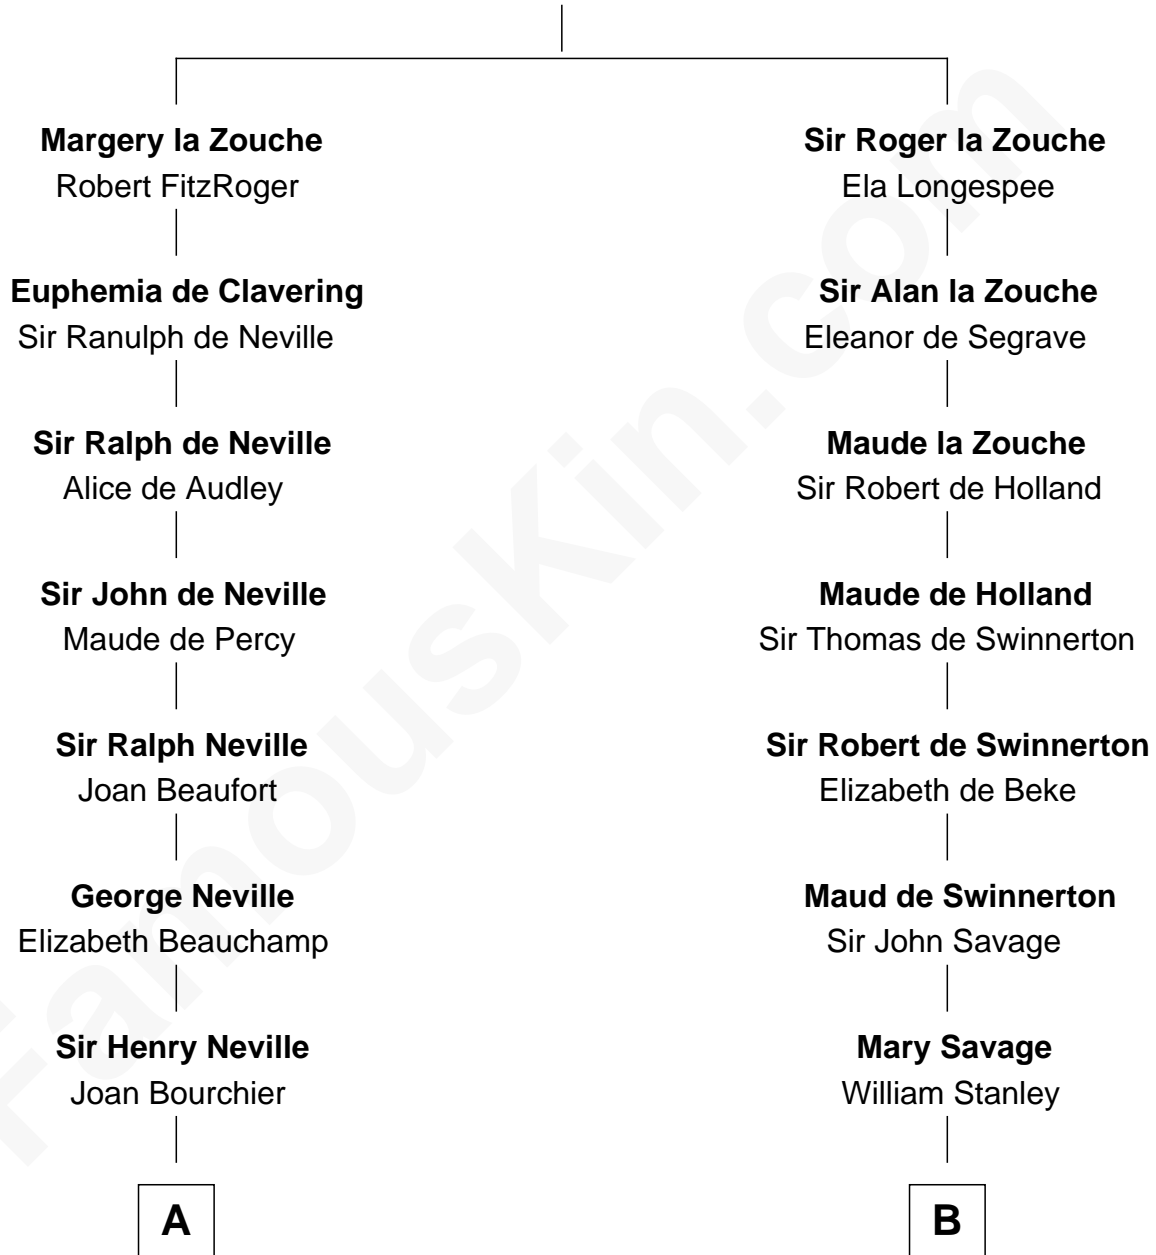 Margery la Zouche
Robert FitzRoger
Euphemia de Clavering
Sir Ranulph de Neville
Sir Ralph de Neville
Alice de Audley
Sir John de Neville
Maude de Percy
Sir Ralph Neville
Joan Beaufort
George Neville
Elizabeth Beauchamp
Sir Henry Neville
Joan Bourchier
A
Sir Roger la Zouche
Ela Longespee
Sir Alan la Zouche
Eleanor de Segrave
Maude la Zouche
Sir Robert de Holland
Maude de Holland
Sir Thomas de Swinnerton
Sir Robert de Swinnerton
Elizabeth de Beke
Maud de Swinnerton
Sir John Savage
Mary Savage
William Stanley
B
FamousKin.com